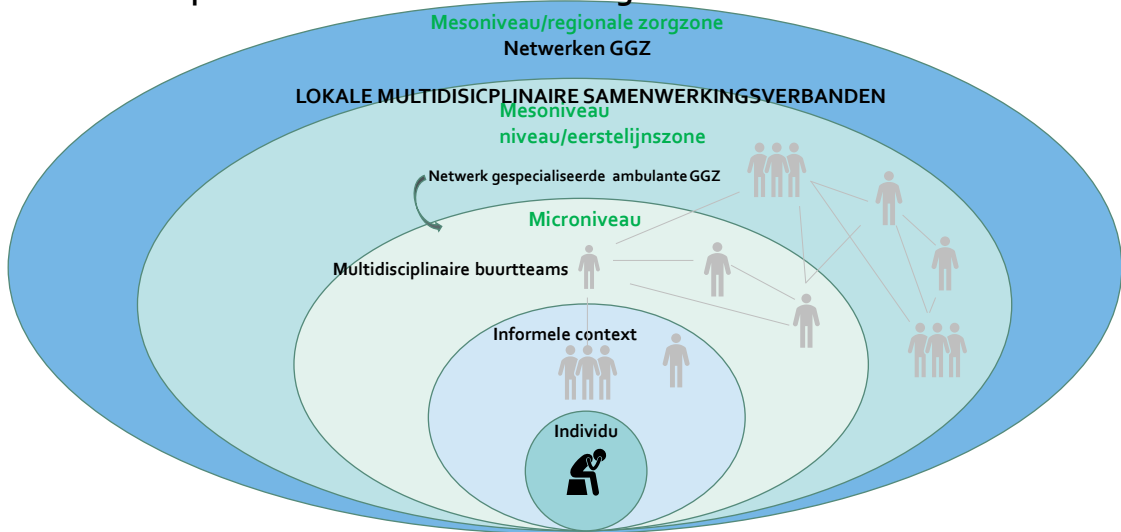 Mesoniveau/regionale zorgzone
Netwerken GGZ
LOKALE MULTIDISICPLINAIRE SAMENWERKINGSVERBANDEN
Mesoniveau
niveau/eerstelijnszone
Netwerk gespecialiseerde ambulante GGZ
Microniveau
Multidisciplinaire buurtteams
Informele context
Individu